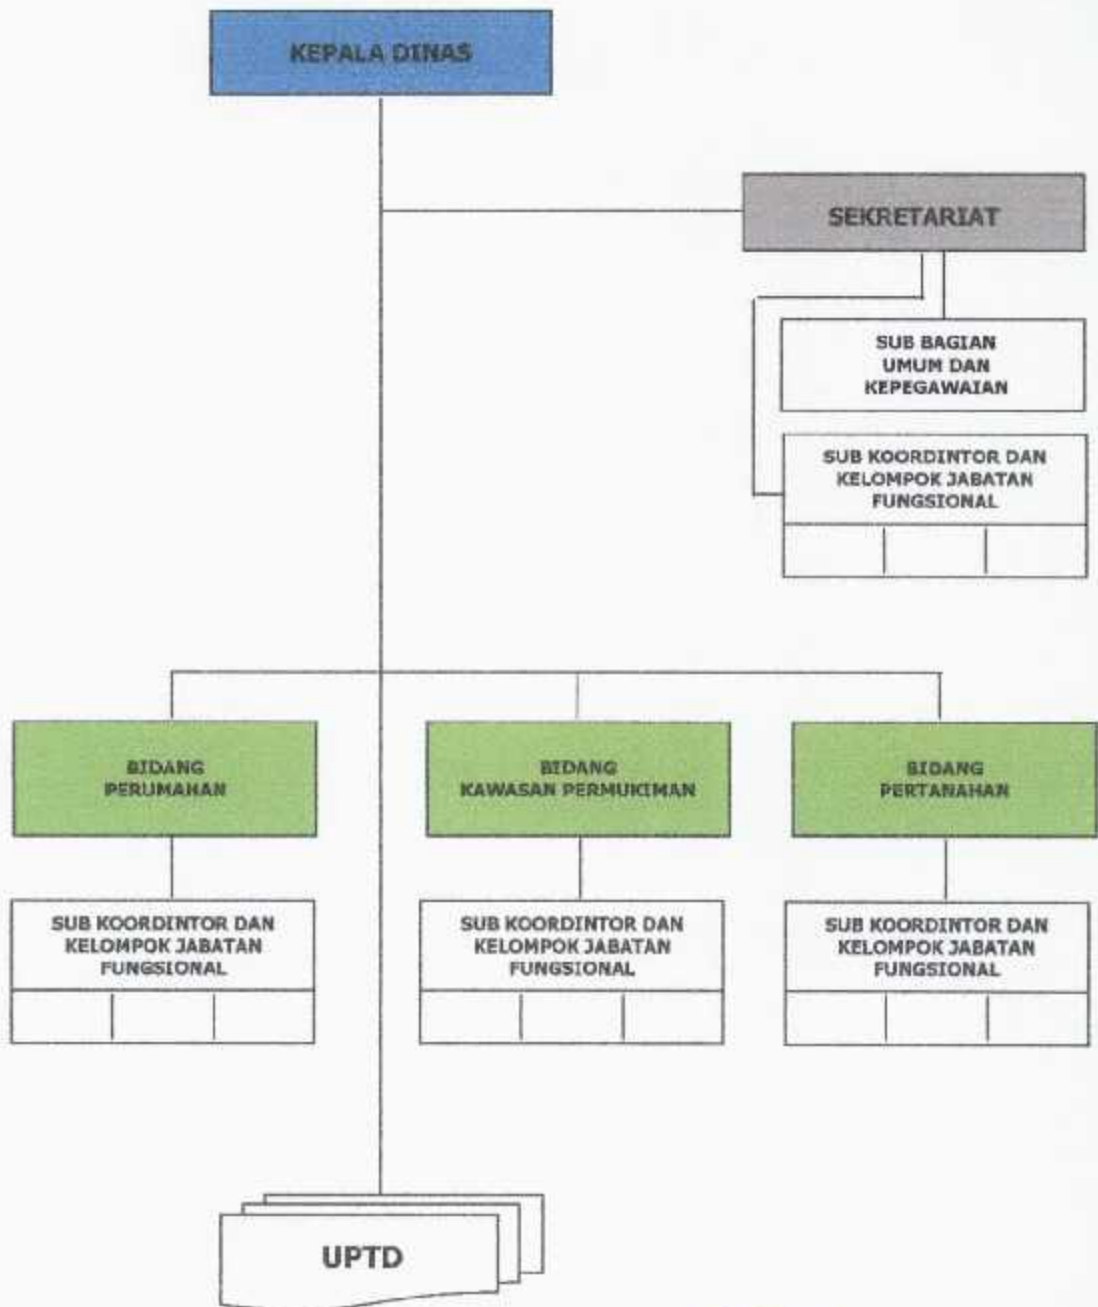 KEPALA DINAS
SEKRETARIAT
SUB BAGIAN
UMUM DAN
KEPEGAWAIAN
SUB KOORDINTOR DAN
KELOMPOK JABATAN
FUNGSIONAL
BIDANG
PERUMAHAN
BIDANG
KAWASAN PERMUKIMAN
BIDANG
PERTANAHAN
SUB KOORDINTOR DAN
KELOMPOK JABATAN
FUNGSIONAL
SUB KOORDINTOR DAN
KELOMPOK JABATAN
FUNGSIONAL
SUB KOORDINTOR DAN
KELOMPOK JABATAN
FUNGSIONAL
UPTD